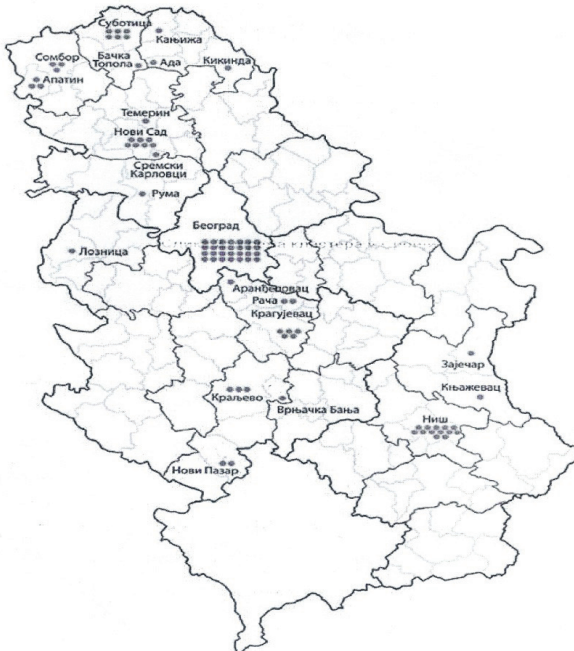 Суботица
Кањижа
Сомбор
Бачка
Топола
Ада
Кикинда
Апатин
Темерин
Нови Сад
Сремски
Карловци
Рума
Београд
Лозница
Аранђеловац
Рача
Крагујевац
Зајечар
Књажевац
Краљево
Врњачка Бања
Ниш
Нови Пазар